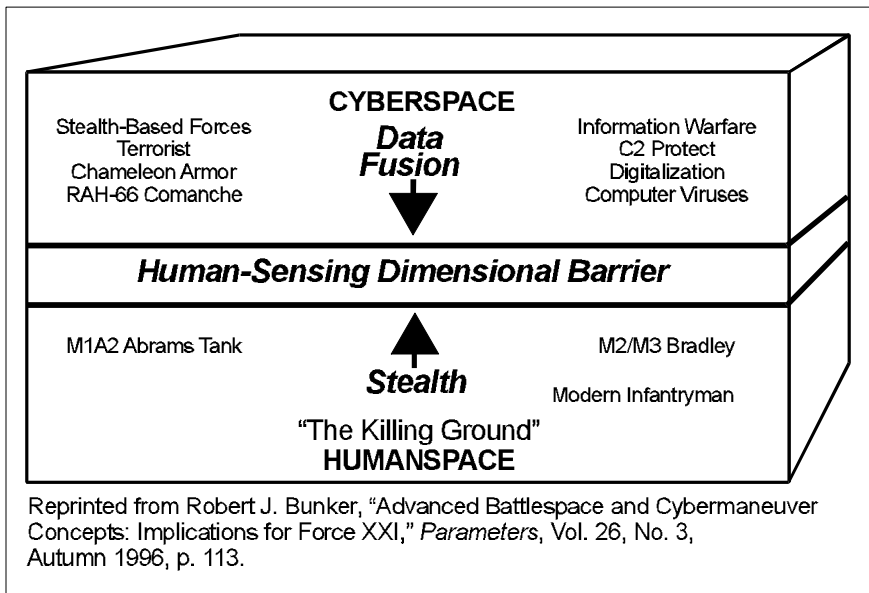 CYBERSPACE
Stealth-Based Forces
Terrorist
Chameleon Armor
RAH-66 Comanche
Data
Fusion
Information Warfare
C2 Protect
Digitalization
Computer Viruses
Human-Sensing Dimensional Barrier
M1A2 Abrams Tank
M2/M3 Bradley
Stealth
Modern Infantryman
“The Killing Ground”
HUMANSPACE
Reprinted from Robert J. Bunker, “Advanced Battlespace and Cybermaneuver
Concepts: Implications for Force XXI,” Parameters, Vol. 26, No. 3,
Autumn 1996, p. 113.